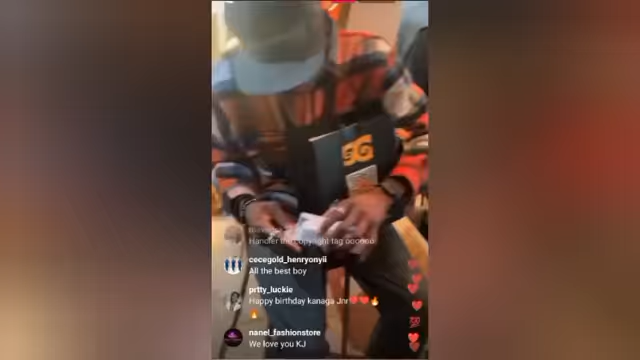 GG
Handler the copyright tag oooooo
cecegold_henryonyii
All the best boy
prtty_luckie
Happy birthday kanaga Jnr❤️❤️🔥
🔥
nanel_fashionstore
We love you KJ
💯